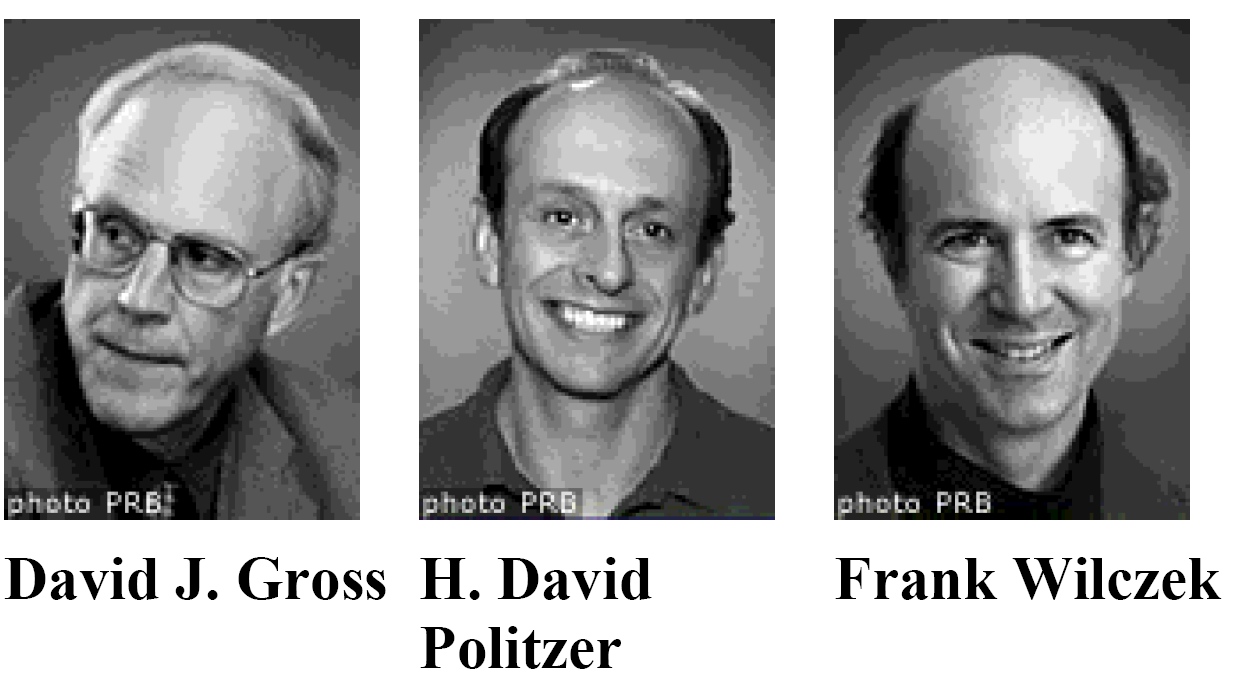 photo PRB
photo PRB
photo PRB
David J. Gross
H. David
Politzer
Frank Wilczek